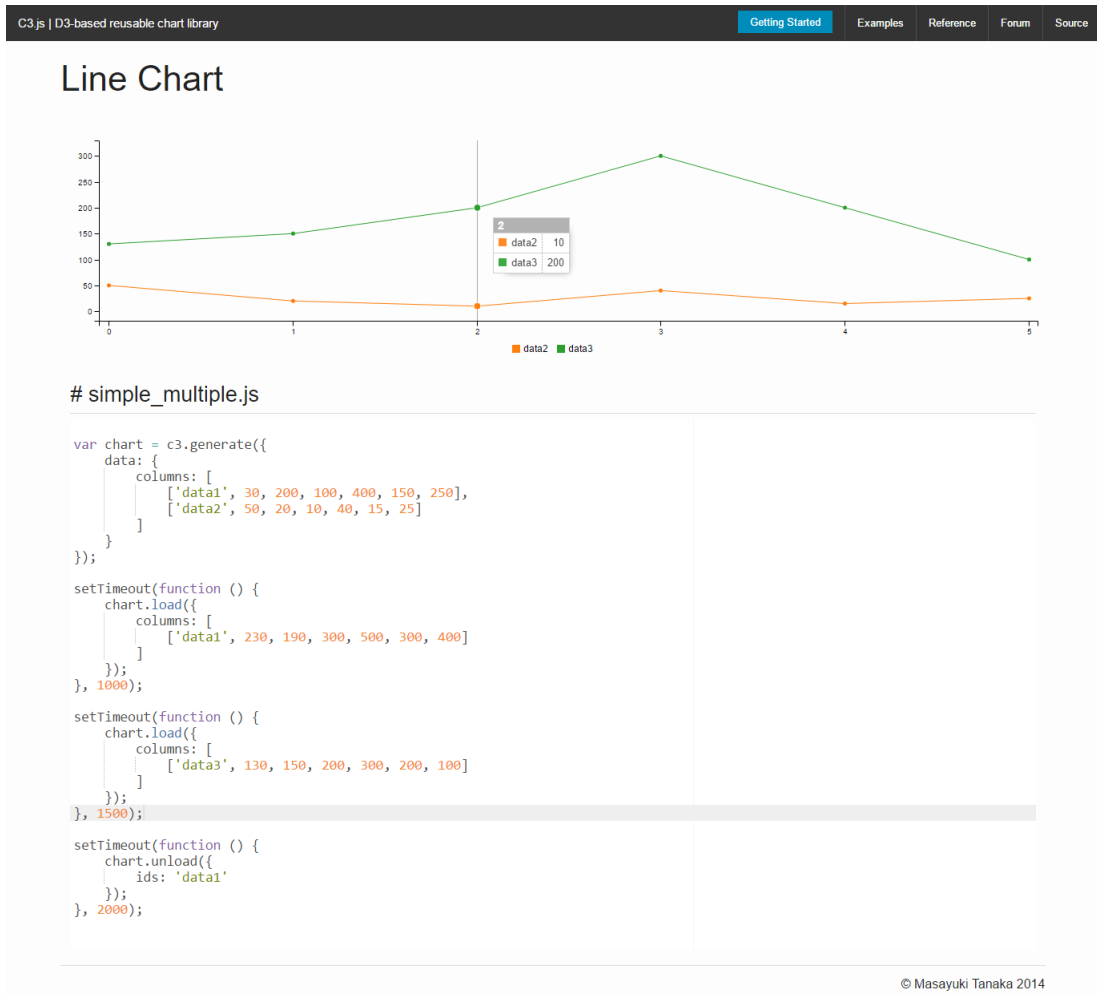 C3.js | D3-based reusable chart library Getting Started Examples Reference Forum Source
Line Chart
300
250
200
150
100
50
0
2
data2 10
data3 200
0 1 2 3 4 5
data2 data3
# simple_multiple.js
var chart = c3.generate({
    data: {
        columns: [
            ['data1', 30, 200, 100, 400, 150, 250],
            ['data2', 50, 20, 10, 40, 15, 25]
        ]
    }
});
setTimeout(function () {
    chart.load({
        columns: [
            ['data1', 230, 190, 300, 500, 300, 400]
        ]
    });
}, 1000);
setTimeout(function () {
    chart.load({
        columns: [
            ['data3', 130, 150, 200, 300, 200, 100]
        ]
    });
}, 1500);
setTimeout(function () {
    chart.unload({
        ids: 'data1'
    });
}, 2000);
© Masayuki Tanaka 2014